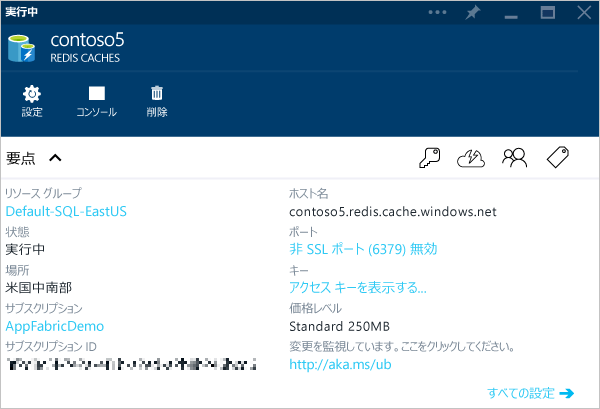 実行中
contoso5
REDIS CACHES
設定
コンソール
削除
要点
リソース グループ
Default-SQL-EastUS
状態
実行中
場所
米国中南部
サブスクリプション
AppFabricDemo
サブスクリプション ID
ホスト名
contoso5.redis.cache.windows.net
ポート
非 SSL ポート (6379) 無効
キー
アクセス キーを表示する...
価格レベル
Standard 250MB
変更を監視しています。ここをクリックしてください。
http://aka.ms/ub
すべての設定